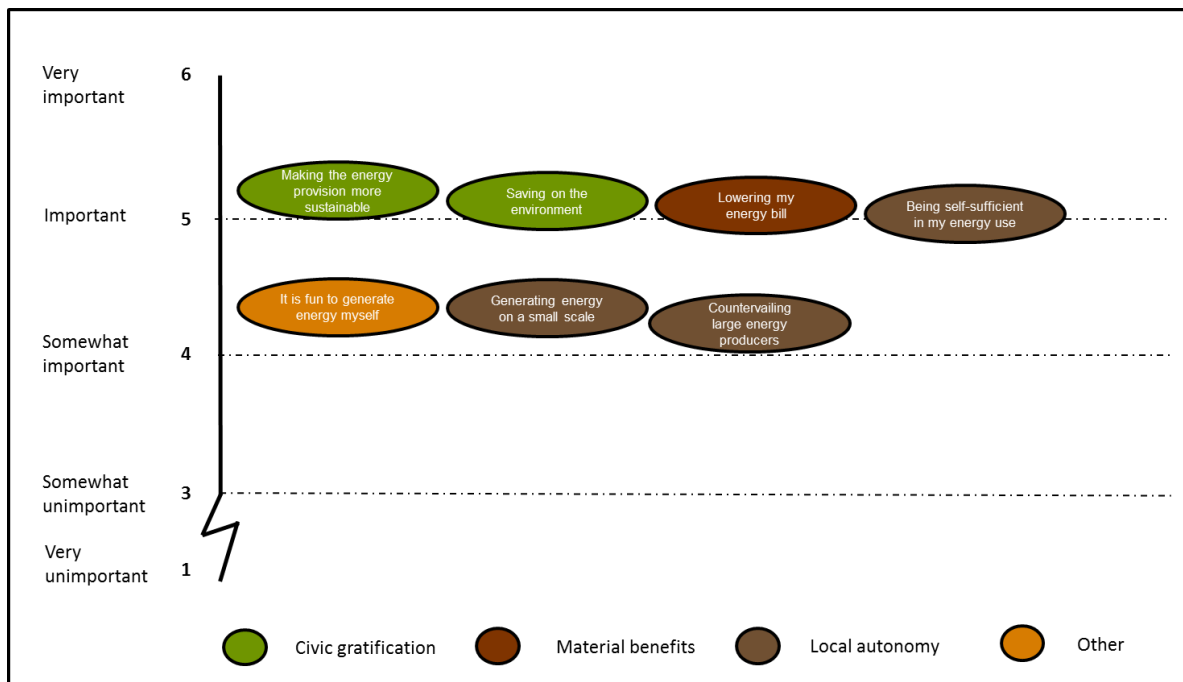 Very
important
6
Making the energy
provision more
sustainable
Saving on the
environment
Lowering my
energy bill
Being self-sufficient
in my energy use
Important
5
It is fun to generate
energy myself
Generating energy
on a small scale
Countervailing
large energy
producers
Somewhat
important
4
Somewhat
unimportant
3
Very
unimportant
1
Civic gratification
Material benefits
Local autonomy
Other